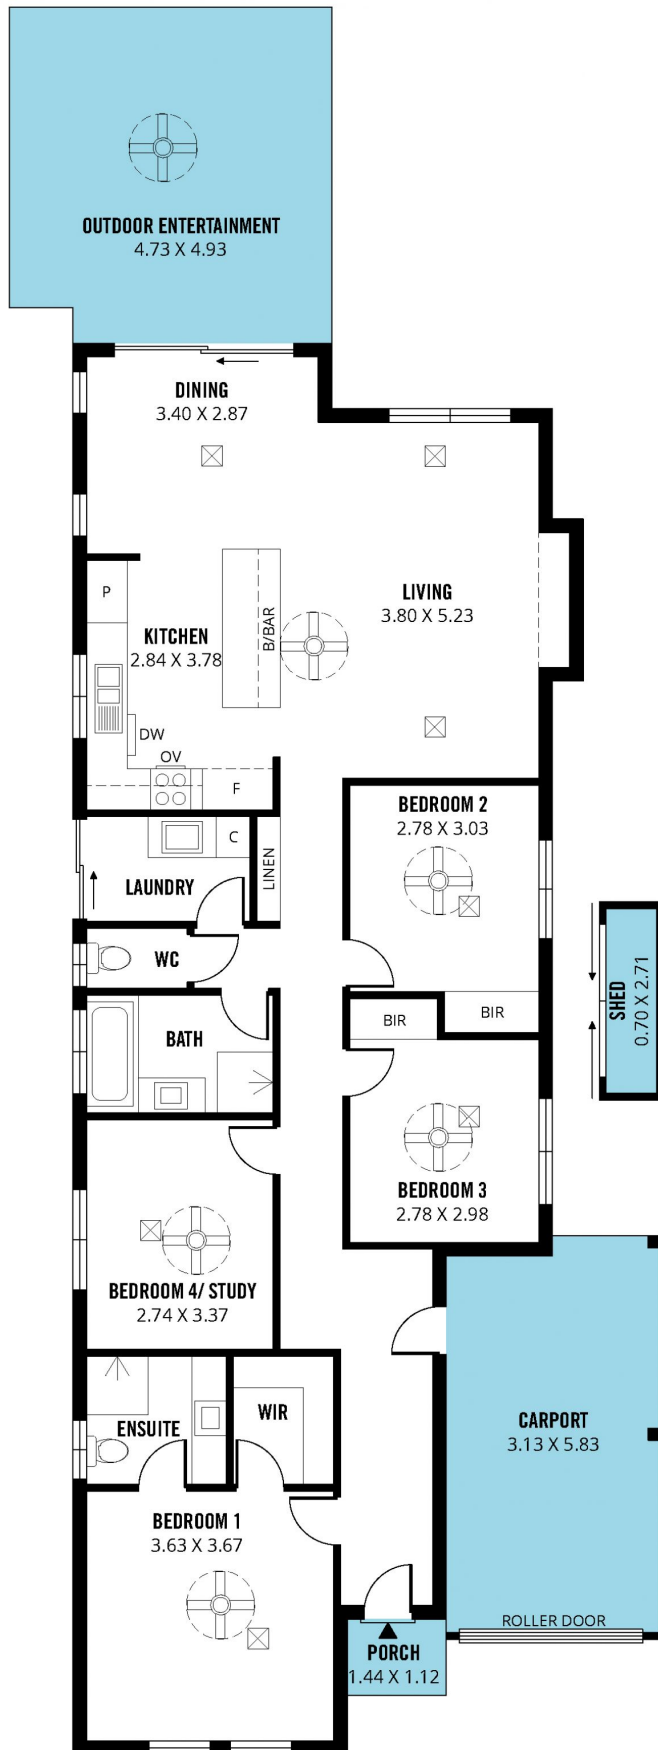 OUTDOOR ENTERTAINMENT
4.73 X 4.93
DINING
3.40 X 2.87
LIVING
3.80 X 5.23
P
KITCHEN
2.84 X 3.78
B/BAR
DW
OV
F
BEDROOM 2
2.78 X 3.03
C
LINEN
LAUNDRY
WC
BIR
BIR
BATH
SHED
0.70 X 2.71
BEDROOM 3
2.78 X 2.98
BEDROOM 4/ STUDY
2.74 X 3.37
ENSUITE
WIR
CARPORT
3.13 X 5.83
BEDROOM 1
3.63 X 3.67
ROLLER DOOR
PORCH
1.44 X 1.12